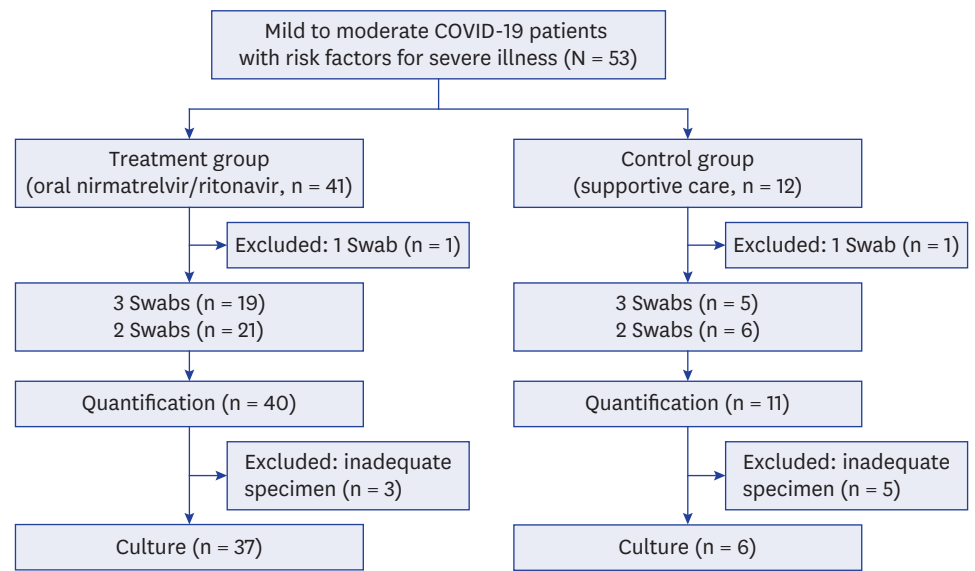 Mild to moderate COVID-19 patients
with risk factors for severe illness (N = 53)
Treatment group
(oral nirmatrelvir/ritonavir, n = 41)
Control group
(supportive care, n = 12)
Excluded: 1 Swab (n = 1)
Excluded: 1 Swab (n = 1)
3 Swabs (n = 19)
2 Swabs (n = 21)
3 Swabs (n = 5)
2 Swabs (n = 6)
Quantification (n = 40)
Quantification (n = 11)
Excluded: inadequate
specimen (n = 3)
Excluded: inadequate
specimen (n = 5)
Culture (n = 37)
Culture (n = 6)